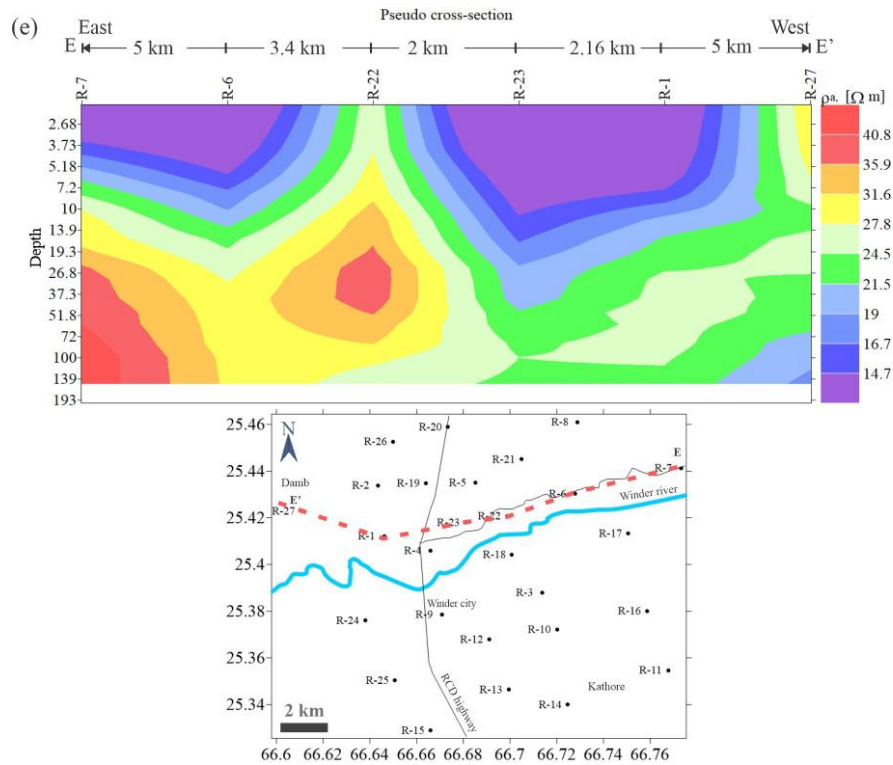 Pseudo cross-section
(e)
East West
E 5 km 3.4 km 2 km 2.16 km 5 km E'
R-7 R-6 R-22 R-23 R-1 R-27
ρa, [Ω m]
Depth
2.68
3.73
5.18
7.2
10
13.9
19.3
26.8
37.3
51.8
72
100
139
193
40.8
35.9
31.6
27.8
24.5
21.5
19
16.7
14.7
25.46
25.44
25.42
25.4
25.38
25.36
25.34
N
R-20
R-8
R-26
R-21
E
R-7
Damb
R-2
R-19
R-5
R-6
Winder river
E'
R-27
R-23
R-22
R-17
R-1
R-4
R-18
R-3
Winder city
R-9
R-16
R-24
R-10
R-12
R-11
R-25
R-13
Kathore
RCD highway
R-14
2 km
R-15
66.6 66.62 66.64 66.66 66.68 66.7 66.72 66.74 66.76